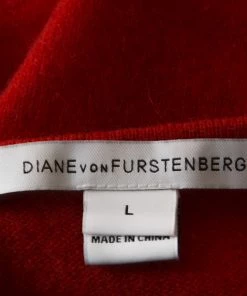 DIANE VON FURSTENBERG
L
MADE IN CHINA